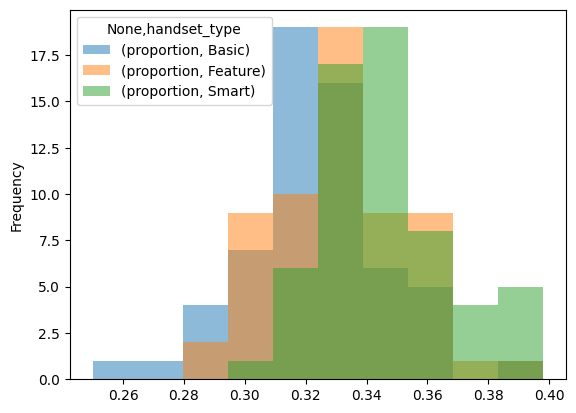 None,handset_type
(proportion, Basic)
(proportion, Feature)
(proportion, Smart)
Frequency
17.5
15.0
12.5
10.0
7.5
5.0
2.5
0.0
0.26 0.28 0.30 0.32 0.34 0.36 0.38 0.40